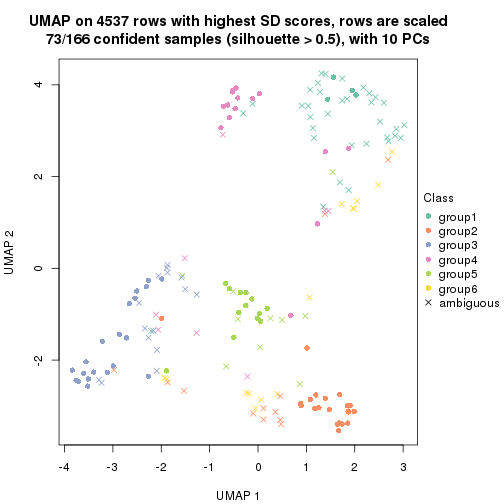 UMAP on 4537 rows with highest SD scores, rows are scaled
73/166 confident samples (silhouette > 0.5), with 10 PCs
4
2
0
-2
UMAP 2
-4
-3
-2
-1
0
1
2
3
UMAP 1
Class
group1
group2
group3
group4
group5
group6
ambiguous